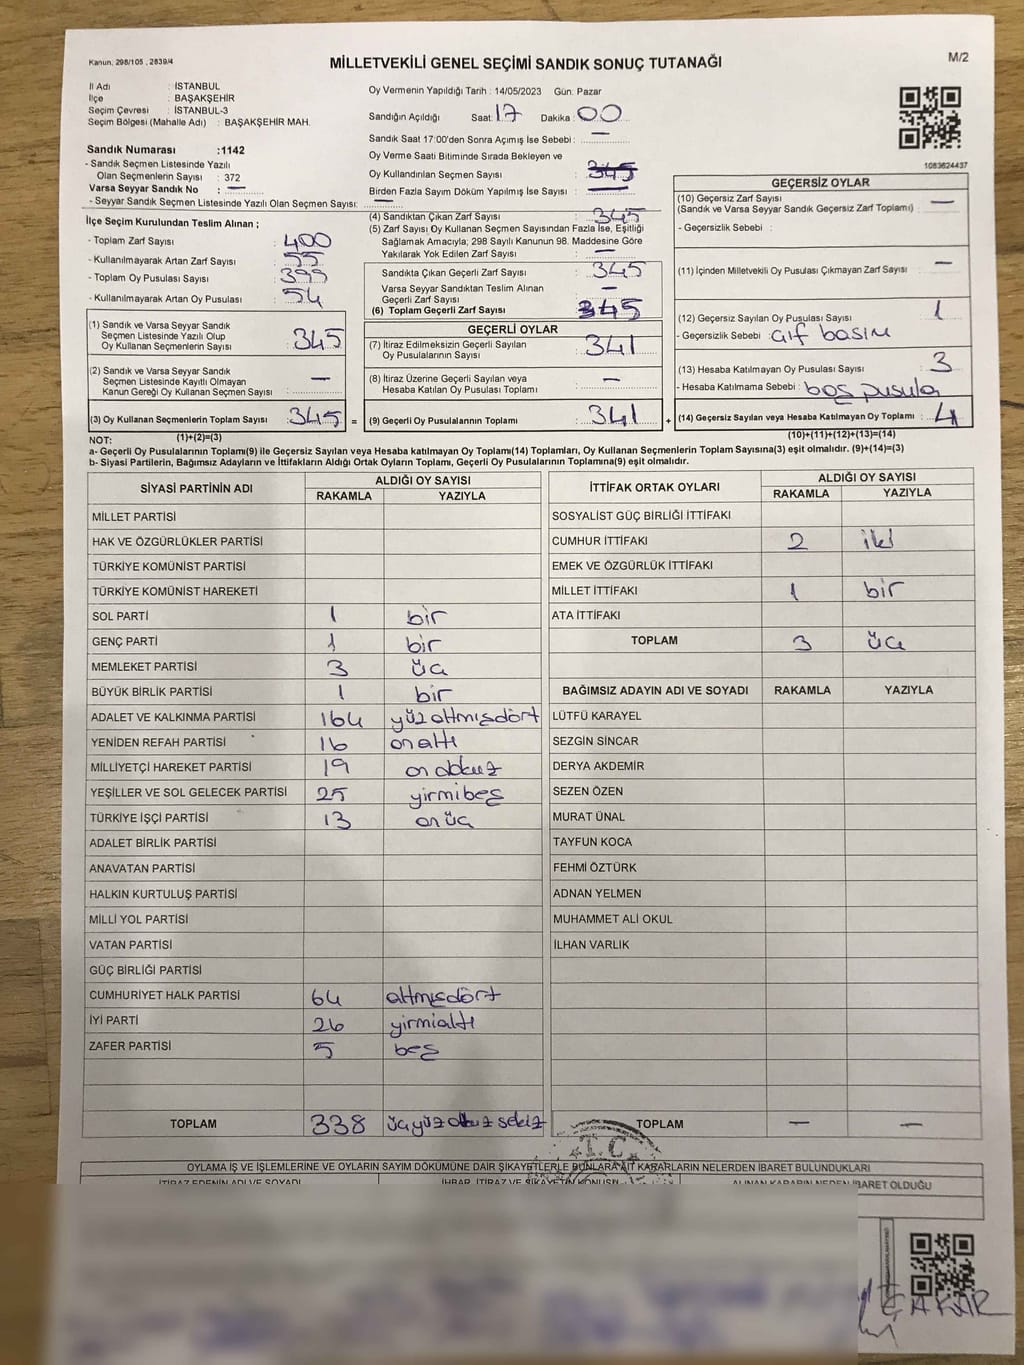 Kanun: 298/105 , 2839/4
MİLLETVEKİLİ GENEL SEÇİMİ SANDIK SONUÇ TUTANAĞI
M/2
İl Adı : İSTANBUL
İlçe : BAŞAKŞEHİR
Seçim Çevresi : İSTANBUL-3
Seçim Bölgesi (Mahalle Adı) : BAŞAKŞEHİR MAH.
Sandık Numarası :1142
- Sandık Seçmen Listesinde Yazılı
Olan Seçmenlerin Sayısı : 372
Varsa Seyyar Sandık No : —
- Seyyar Sandık Seçmen Listesinde Yazılı Olan Seçmen Sayısı: —
Oy Vermenin Yapıldığı Tarih : 14/05/2023 Gün: Pazar
Sandığın Açıldığı Saat: 17 Dakika : 00
Sandık Saat 17:00'den Sonra Açımış İse Sebebi : —
Oy Verme Saati Bitiminde Sırada Bekleyen ve
Oy Kullandırılan Seçmen Sayısı : 345
Birden Fazla Sayım Döküm Yapılmış İse Sayısı : —
1083624437
İlçe Seçim Kurulundan Teslim Alınan ;
- Toplam Zarf Sayısı : 400
- Kullanılmayarak Artan Zarf Sayısı : 55
- Toplam Oy Pusulası Sayısı : 399
- Kullanılmayarak Artan Oy Pusulası : 54
(4) Sandıktan Çıkan Zarf Sayısı : 345
(5) Zarf Sayısı Oy Kullanan Seçmen Sayısından Fazla İse, Eşitliği
Sağlamak Amacıyla; 298 Sayılı Kanunun 98. Maddesine Göre
Yakılarak Yok Edilen Zarf Sayısı : —
Sandıkta Çıkan Geçerli Zarf Sayısı : 345
Varsa Seyyar Sandıktan Teslim Alınan
Geçerli Zarf Sayısı : —
(6) Toplam Geçerli Zarf Sayısı : 345
GEÇERSİZ OYLAR
(10) Geçersiz Zarf Sayısı
(Sandık ve Varsa Seyyar Sandık Geçersiz Zarf Toplamı) : —
- Geçersizlik Sebebi :
(11) İçinden Milletvekili Oy Pusulası Çıkmayan Zarf Sayısı : —
(12) Geçersiz Sayılan Oy Pusulası Sayısı : 1
- Geçersizlik Sebebi : çif basım
(13) Hesaba Katılmayan Oy Pusulası Sayısı : 3
- Hesaba Katılmama Sebebi : boş pusula
(1) Sandık ve Varsa Seyyar Sandık
Seçmen Listesinde Yazılı Olup
Oy Kullanan Seçmenlerin Sayısı : 345
(2) Sandık ve Varsa Seyyar Sandık
Seçmen Listesinde Kayıtlı Olmayan
Kanun Gereği Oy Kullanan Seçmen Sayısı : —
GEÇERLİ OYLAR
(7) İtiraz Edilmeksizin Geçerli Sayılan
Oy Pusulalarının Sayısı : 341
(8) İtiraz Üzerine Geçerli Sayılan veya
Hesaba Katılan Oy Pusulası Toplamı : —
(3) Oy Kullanan Seçmenlerin Toplam Sayısı : 345 = (9) Geçerli Oy Pusulalarının Toplamı : 341 + (14) Geçersiz Sayılan veya Hesaba Katılmayan Oy Toplamı : 4
NOT: (1)+(2)=(3) (10)+(11)+(12)+(13)=(14)
a- Geçerli Oy Pusulalarının Toplamı(9) ile Geçersiz Sayılan veya Hesaba katılmayan Oy Toplamı(14) Toplamları, Oy Kullanan Seçmenlerin Toplam Sayısına(3) eşit olmalıdır. (9)+(14)=(3)
b- Siyasi Partilerin, Bağımsız Adayların ve İttifakların Aldığı Ortak Oyların Toplamı, Geçerli Oy Pusulalarının Toplamına(9) eşit olmalıdır.
SİYASİ PARTİNİN ADI ALDIĞI OY SAYISI
RAKAMLA YAZIYLA
MİLLET PARTİSİ
HAK VE ÖZGÜRLÜKLER PARTİSİ
TÜRKİYE KOMÜNİST PARTİSİ
TÜRKİYE KOMÜNİST HAREKETİ
SOL PARTİ 1 bir
GENÇ PARTİ 1 bir
MEMLEKET PARTİSİ 3 üç
BÜYÜK BİRLİK PARTİSİ 1 bir
ADALET VE KALKINMA PARTİSİ 164 yüzaltmışdört
YENİDEN REFAH PARTİSİ 16 onaltı
MİLLİYETÇİ HAREKET PARTİSİ 19 ondokuz
YEŞİLLER VE SOL GELECEK PARTİSİ 25 yirmibeş
TÜRKİYE İŞÇİ PARTİSİ 13 onüç
ADALET BİRLİK PARTİSİ
ANAVATAN PARTİSİ
HALKIN KURTULUŞ PARTİSİ
MİLLİ YOL PARTİSİ
VATAN PARTİSİ
GÜÇ BİRLİĞİ PARTİSİ
CUMHURİYET HALK PARTİSİ 64 altmışdört
İYİ PARTİ 26 yirmialtı
ZAFER PARTİSİ 5 beş
TOPLAM 338 üçyüzotuzsekiz
İTTİFAK ORTAK OYLARI ALDIĞI OY SAYISI
RAKAMLA YAZIYLA
SOSYALİST GÜÇ BİRLİĞİ İTTİFAKI
CUMHUR İTTİFAKI 2 iki
EMEK VE ÖZGÜRLÜK İTTİFAKI
MİLLET İTTİFAKI 1 bir
ATA İTTİFAKI
TOPLAM 3 üç
BAĞIMSIZ ADAYIN ADI VE SOYADI RAKAMLA YAZIYLA
LÜTFÜ KARAYEL
SEZGİN SİNCAR
DERYA AKDEMİR
SEZEN ÖZEN
MURAT ÜNAL
TAYFUN KOCA
FEHMİ ÖZTÜRK
ADNAN YELMEN
MUHAMMET ALİ OKUL
İLHAN VARLIK
TOPLAM — —
T.C.
OYLAMA İŞ VE İŞLEMLERİNE VE OYLARIN SAYIM DÖKÜMÜNE DAİR ŞİKAYETLERLE BUNLARA AİT KARARLARIN NELERDEN İBARET BULUNDUKLARI
İTİRAZ EDENİN ADI VE SOYADI İHBAR, İTİRAZ VE ŞİKAYETİN KONUSU ALINAN KARARIN NEDEN İBARET OLDUĞU